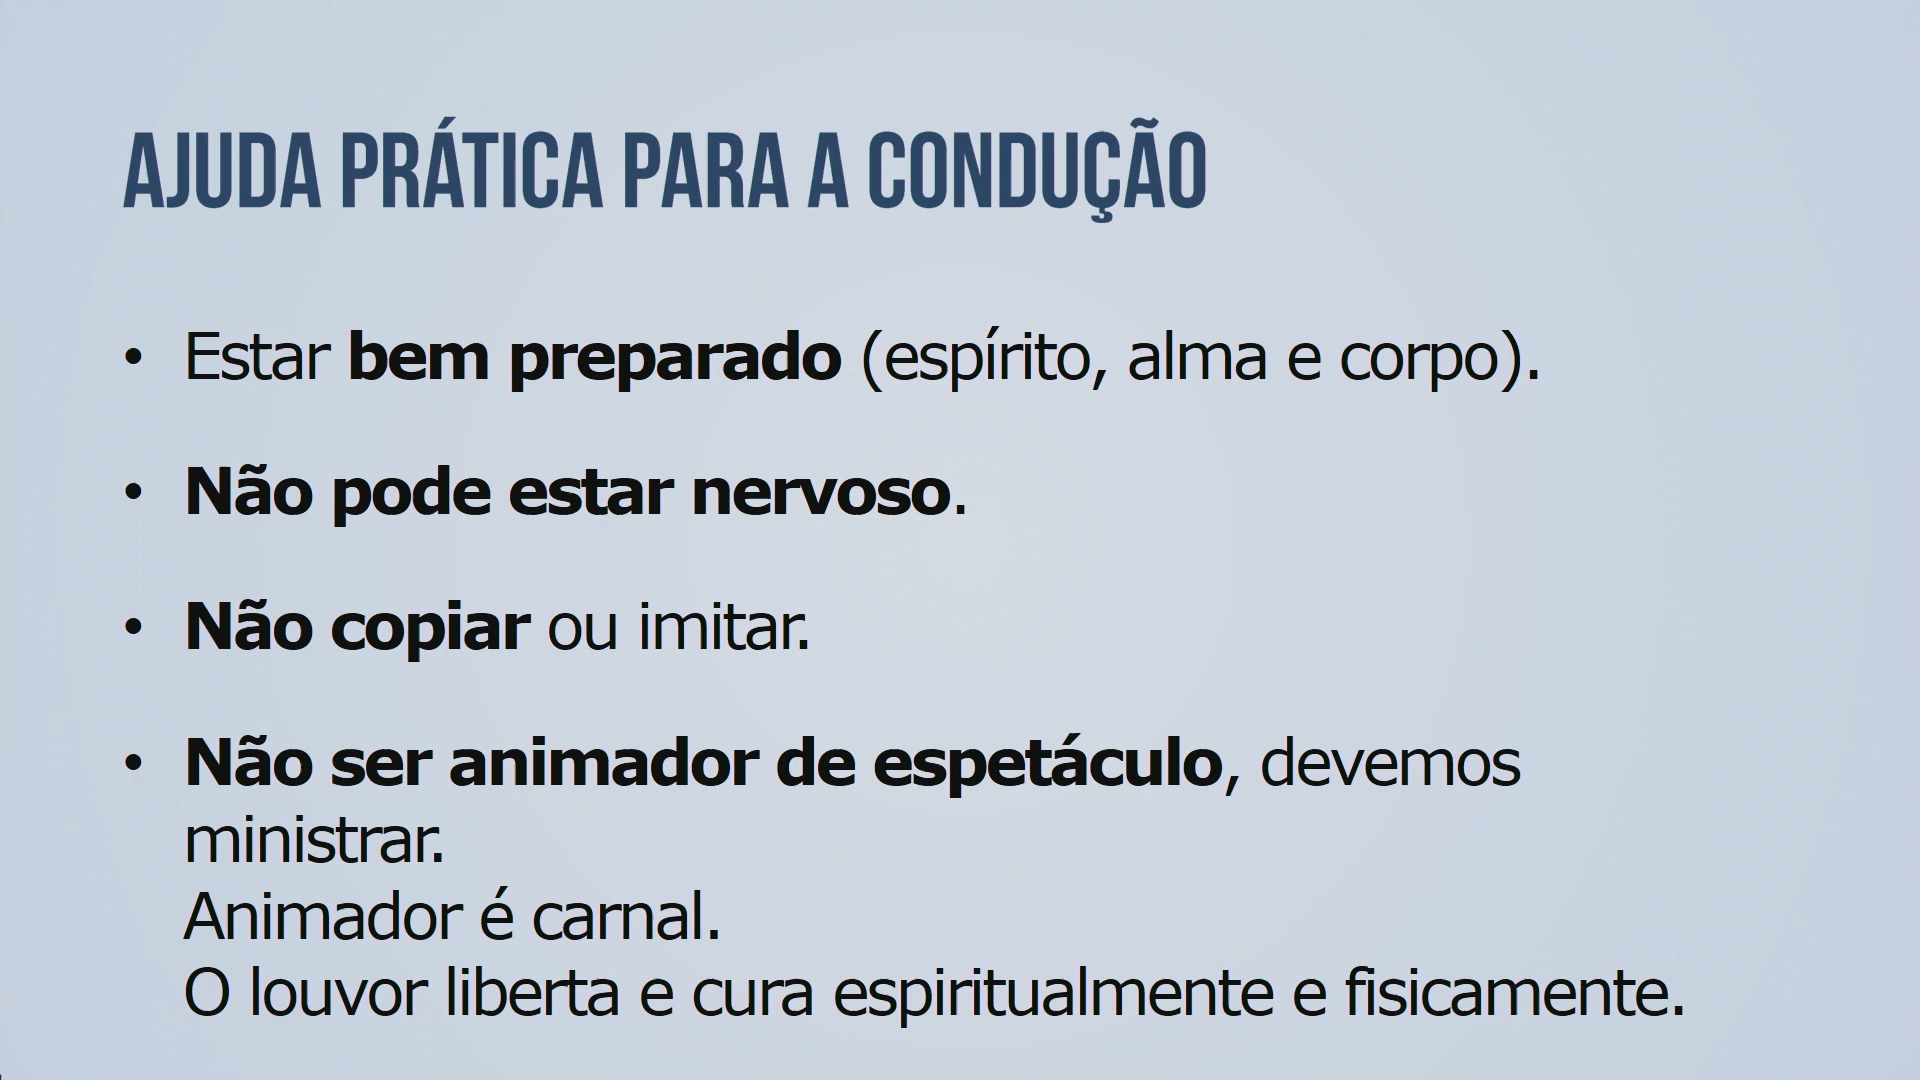 AJUDA PRÁTICA PARA A CONDUÇÃO
• Estar bem preparado (espírito, alma e corpo).
• Não pode estar nervoso.
• Não copiar ou imitar.
• Não ser animador de espetáculo, devemos
ministrar.
Animador é carnal.
O louvor liberta e cura espiritualmente e fisicamente.